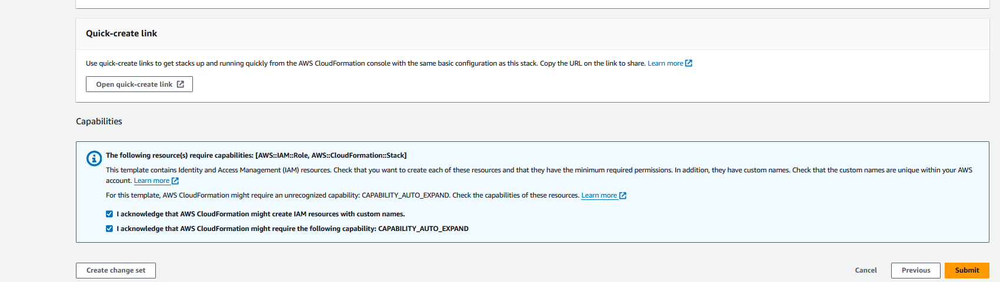 Quick-create link
Use quick-create links to get stacks up and running quickly from the AWS CloudFormation console with the same basic configuration as this stack. Copy the URL on the link to share. Learn more
Open quick-create link
Capabilities
The following resource(s) require capabilities: [AWS::IAM::Role, AWS::CloudFormation::Stack]
This template contains Identity and Access Management (IAM) resources. Check that you want to create each of these resources and that they have the minimum required permissions. In addition, they have custom names. Check that the custom names are unique within your AWS
account. Learn more
For this template, AWS CloudFormation might require an unrecognized capability: CAPABILITY_AUTO_EXPAND. Check the capabilities of these resources. Learn more
I acknowledge that AWS CloudFormation might create IAM resources with custom names.
I acknowledge that AWS CloudFormation might require the following capability: CAPABILITY_AUTO_EXPAND
Create change set
Cancel
Previous
Submit